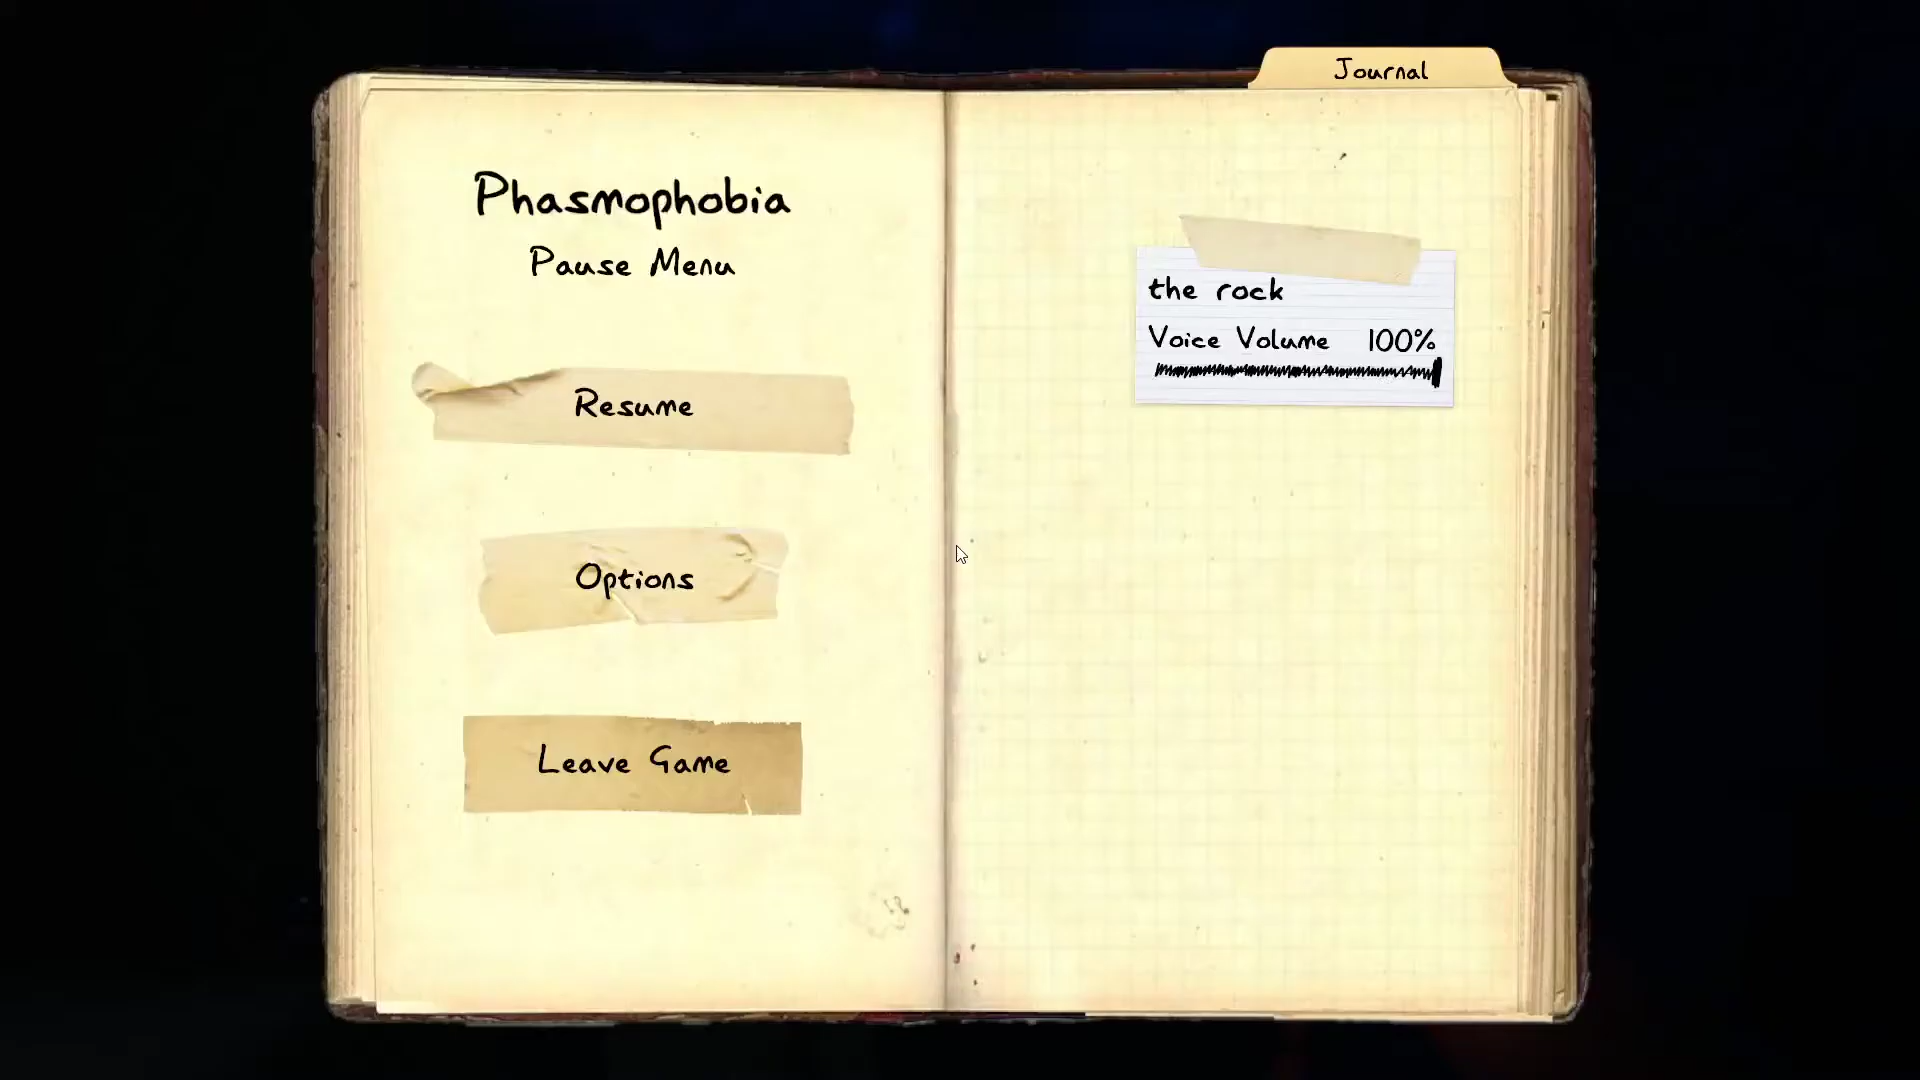 Journal
Phasmophobia
Pause Menu
Resume
Options
Leave Game
the rock
Voice Volume 100%